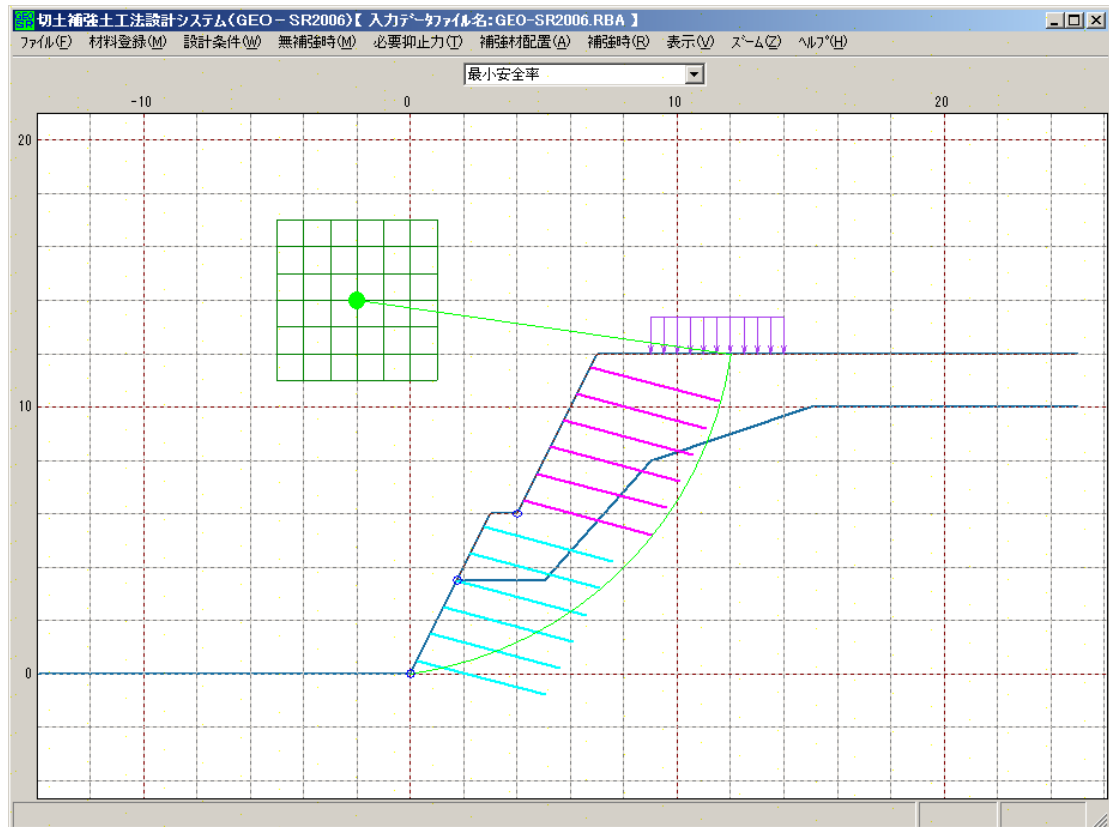 GEO SR 切土補強土工法設計システム(GEO-SR2006)【 入力データファイル名:GEO-SR2006.RBA 】
ファイル(F) 材料登録(M) 設計条件(W) 無補強時(M) 必要抑止力(T) 補強材配置(A) 補強時(R) 表示(V) ズーム(Z) ヘルプ(H)
最小安全率
-10 0 10 20
20
10
0